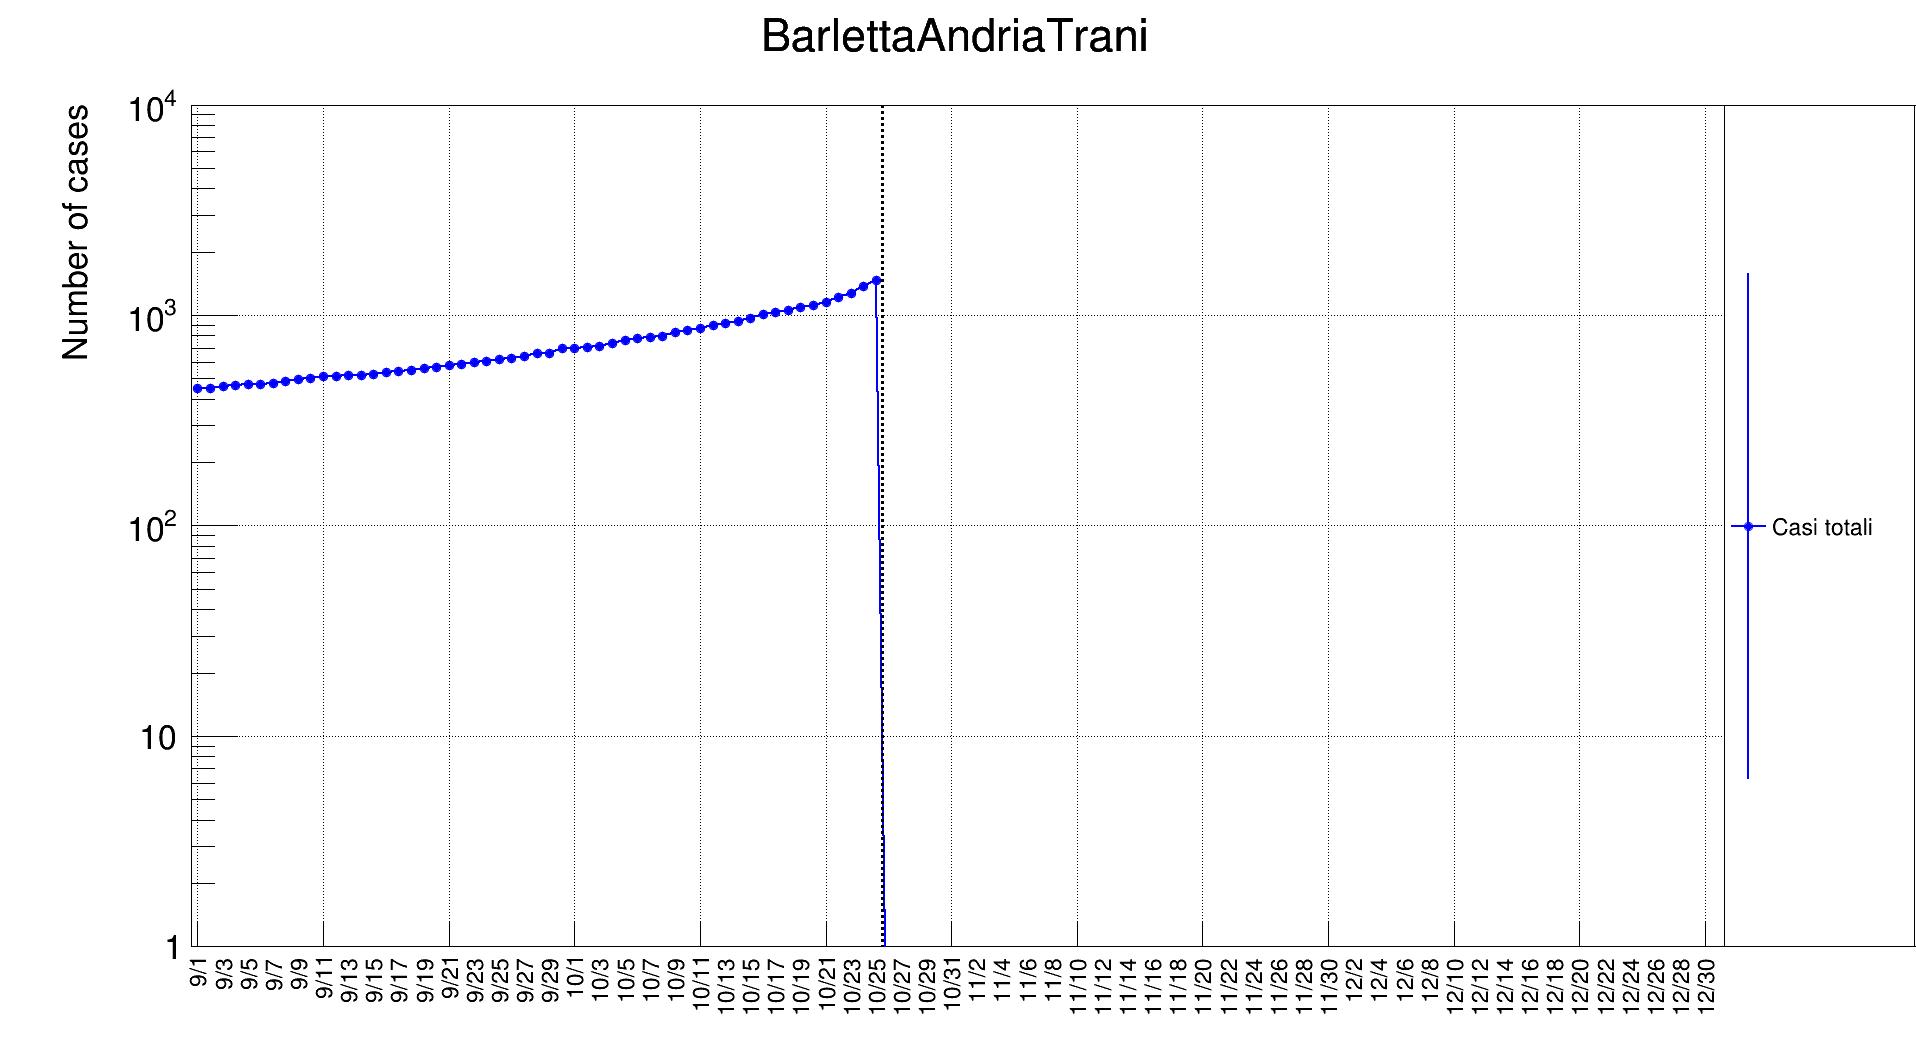 BarlettaAndriaTrani
Number of cases
10^4
10^3
10^2
10
1
9/1 9/3 9/5 9/7 9/9 9/11 9/13 9/15 9/17 9/19 9/21 9/23 9/25 9/27 9/29 10/1 10/3 10/5 10/7 10/9 10/11 10/13 10/15 10/17 10/19 10/21 10/23 10/25 10/27 10/29 10/31 11/2 11/4 11/6 11/8 11/10 11/12 11/14 11/16 11/18 11/20 11/22 11/24 11/26 11/28 11/30 12/2 12/4 12/6 12/8 12/10 12/12 12/14 12/16 12/18 12/20 12/22 12/24 12/26 12/28 12/30
Casi totali